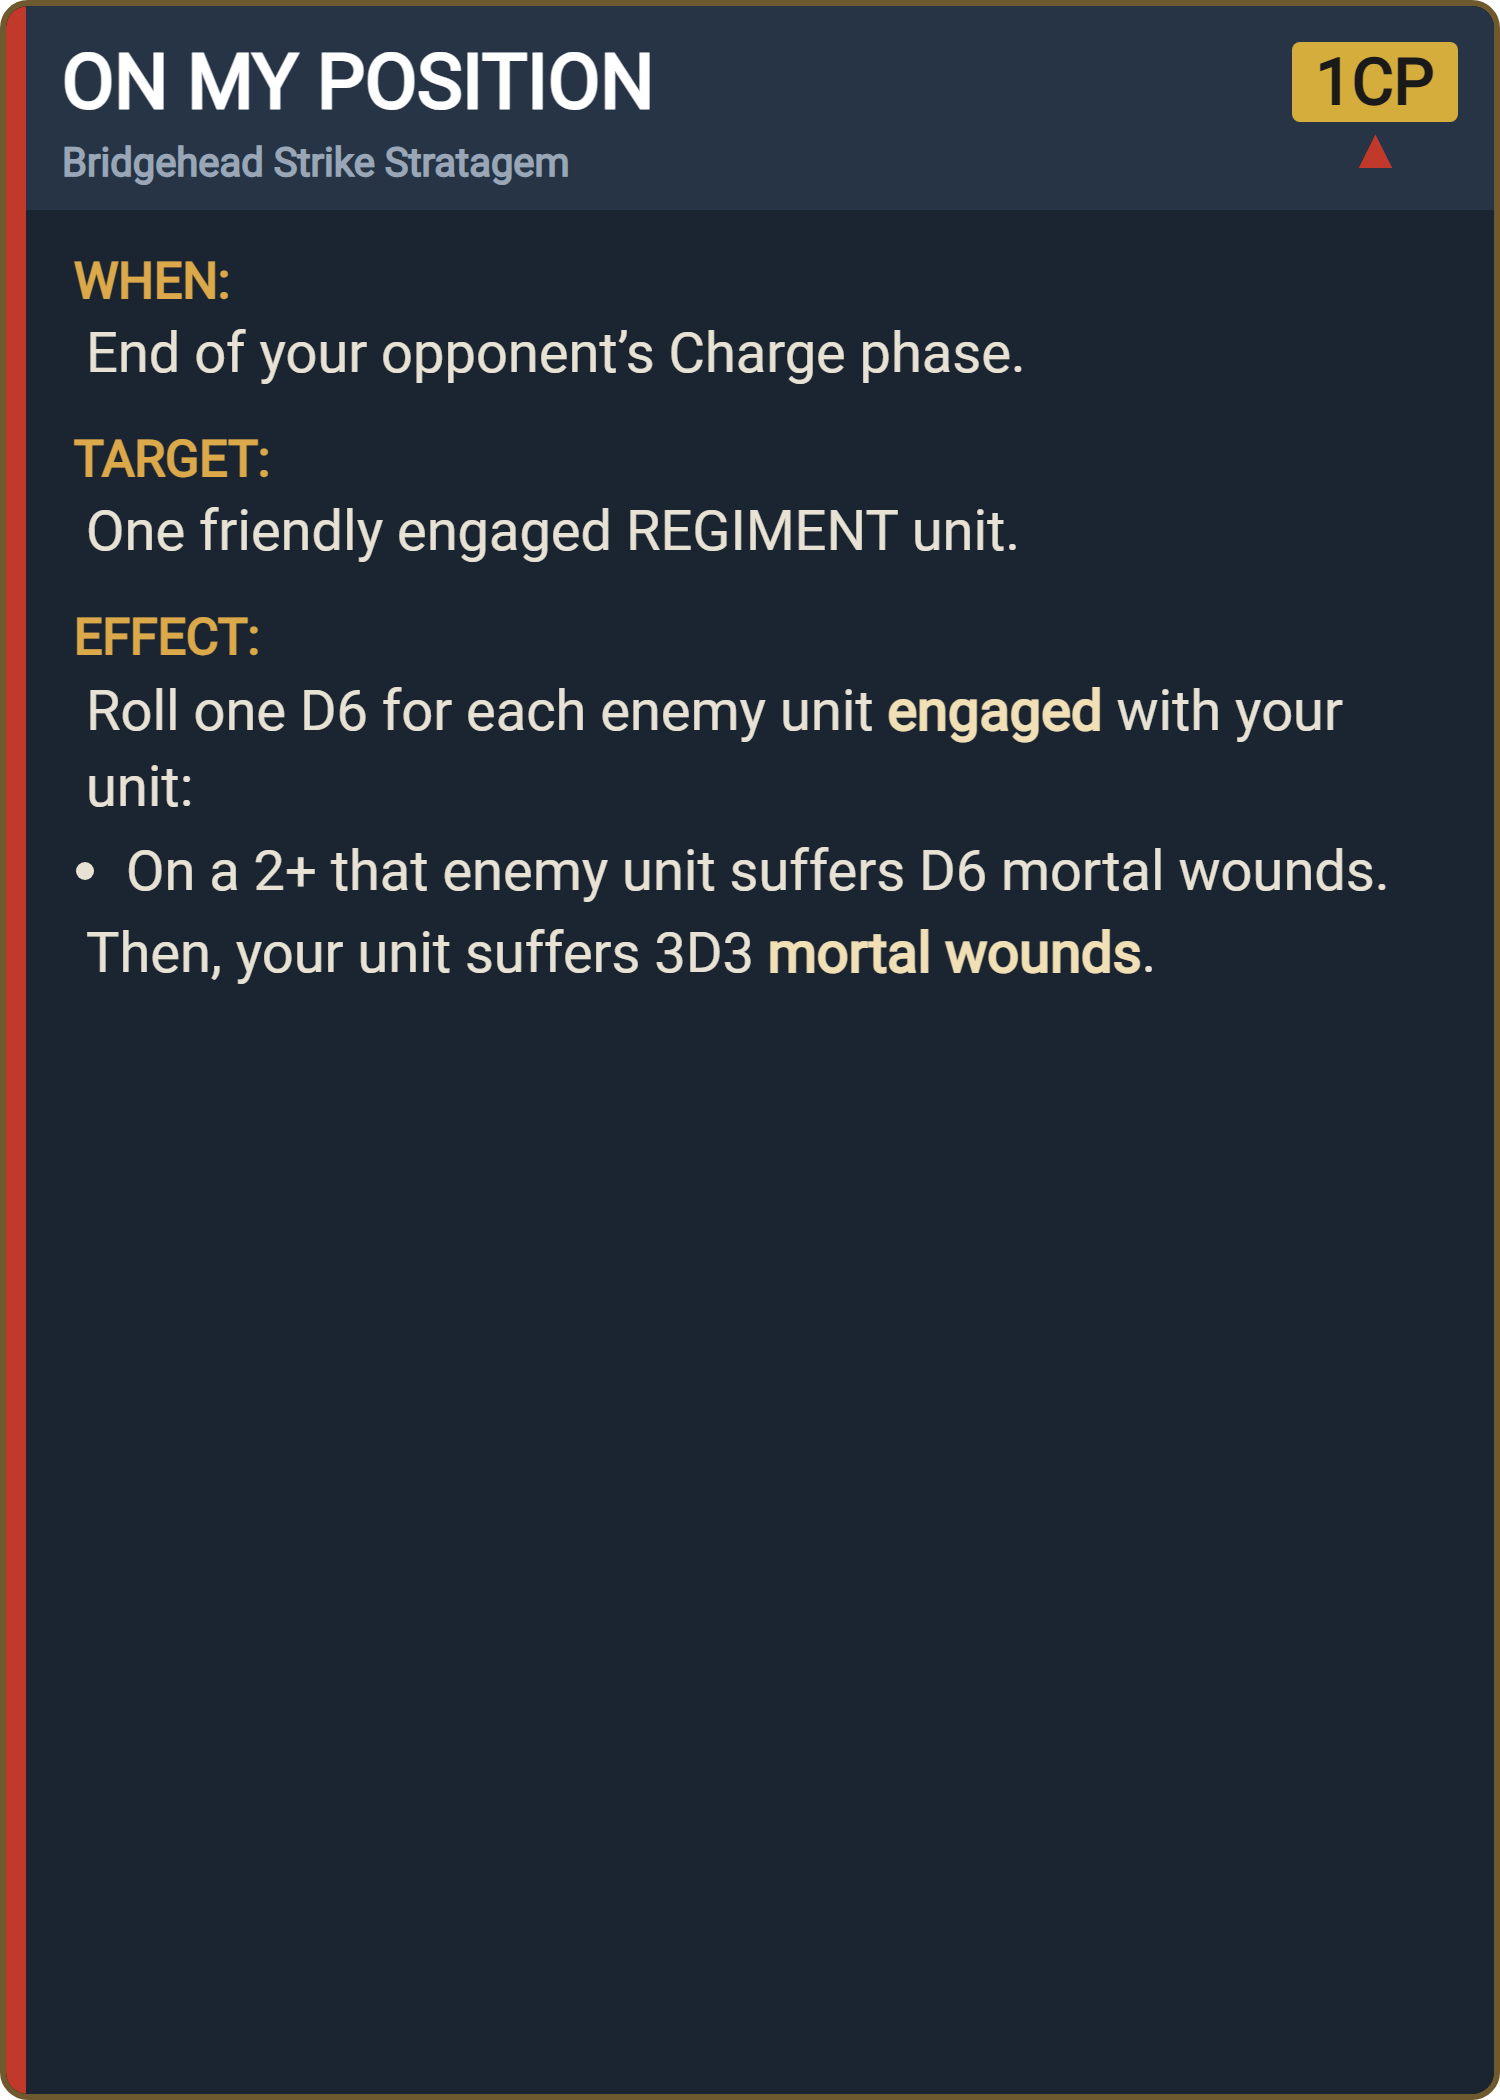 ON MY POSITION
1CP
Bridgehead Strike Stratagem
WHEN:
End of your opponent’s Charge phase.
TARGET:
One friendly engaged REGIMENT unit.
EFFECT:
Roll one D6 for each enemy unit engaged with your
unit:
• On a 2+ that enemy unit suffers D6 mortal wounds.
Then, your unit suffers 3D3 mortal wounds.